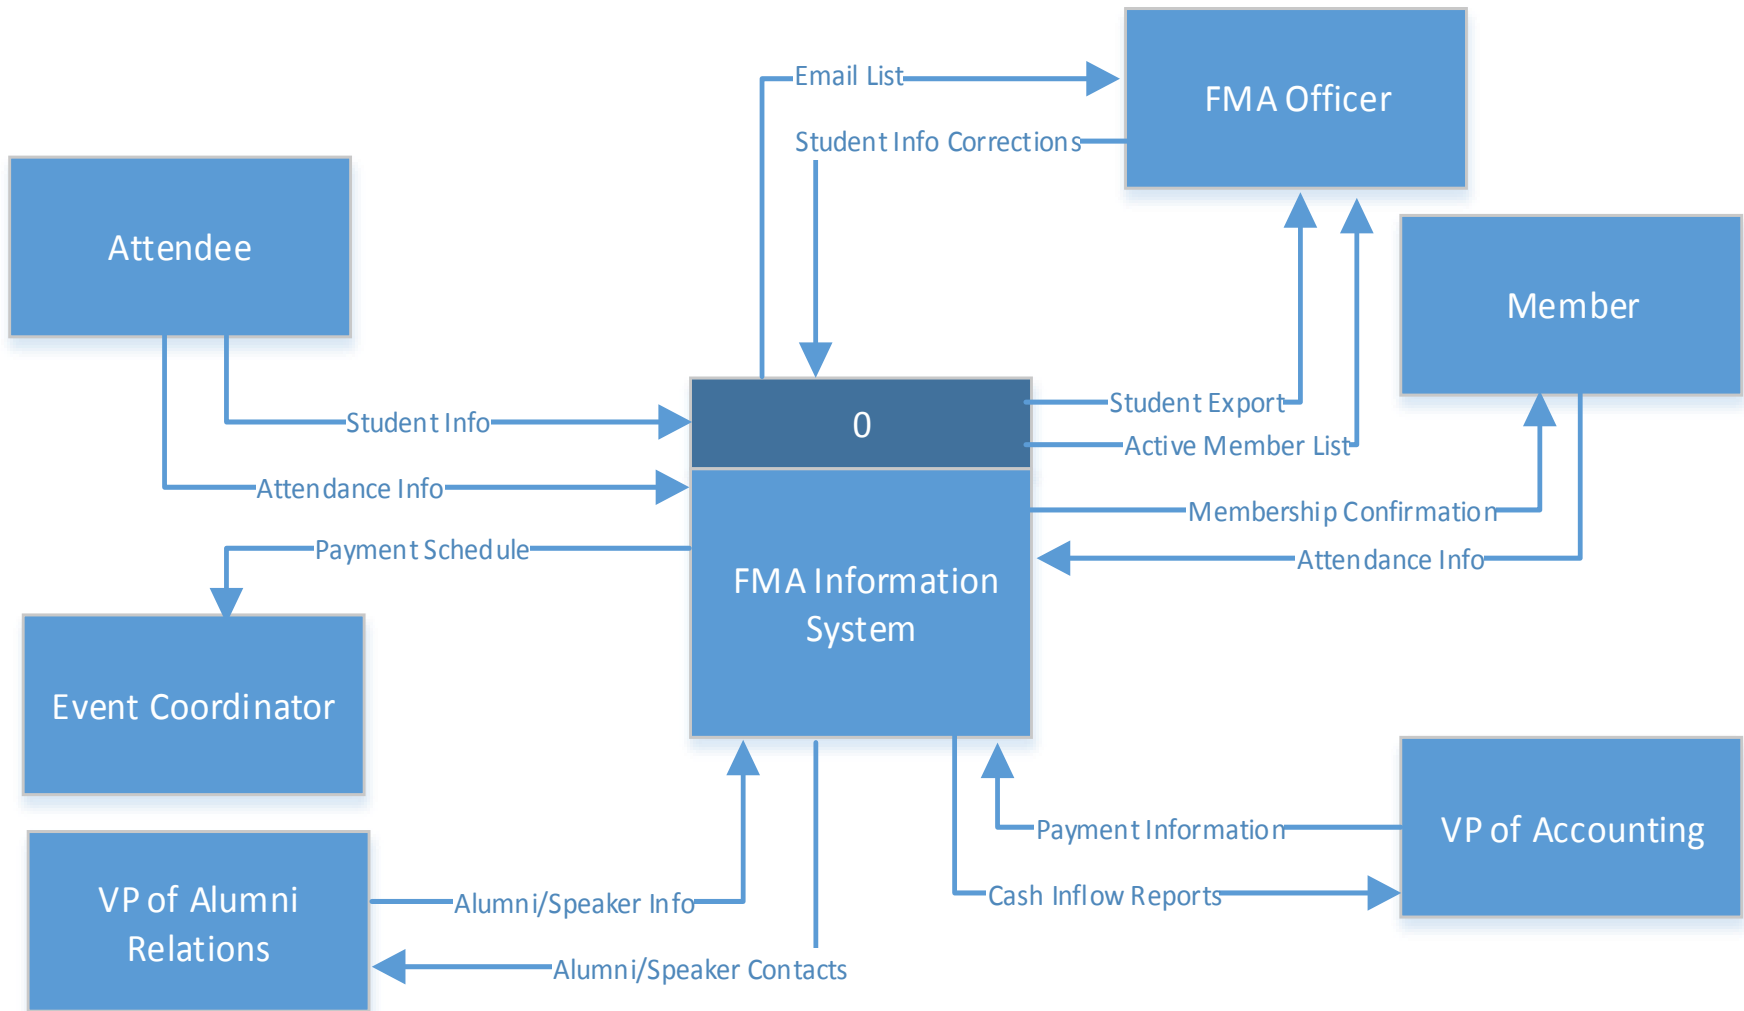 Email List
FMA Officer
Student Info Corrections
Attendee
Member
Student Info
0
Student Export
Active Member List
Attendance Info
Membership Confirmation
Payment Schedule
Attendance Info
FMA Information
System
Event Coordinator
Payment Information
VP of Accounting
VP of Alumni
Relations
Alumni/Speaker Info
Cash Inflow Reports
Alumni/Speaker Contacts